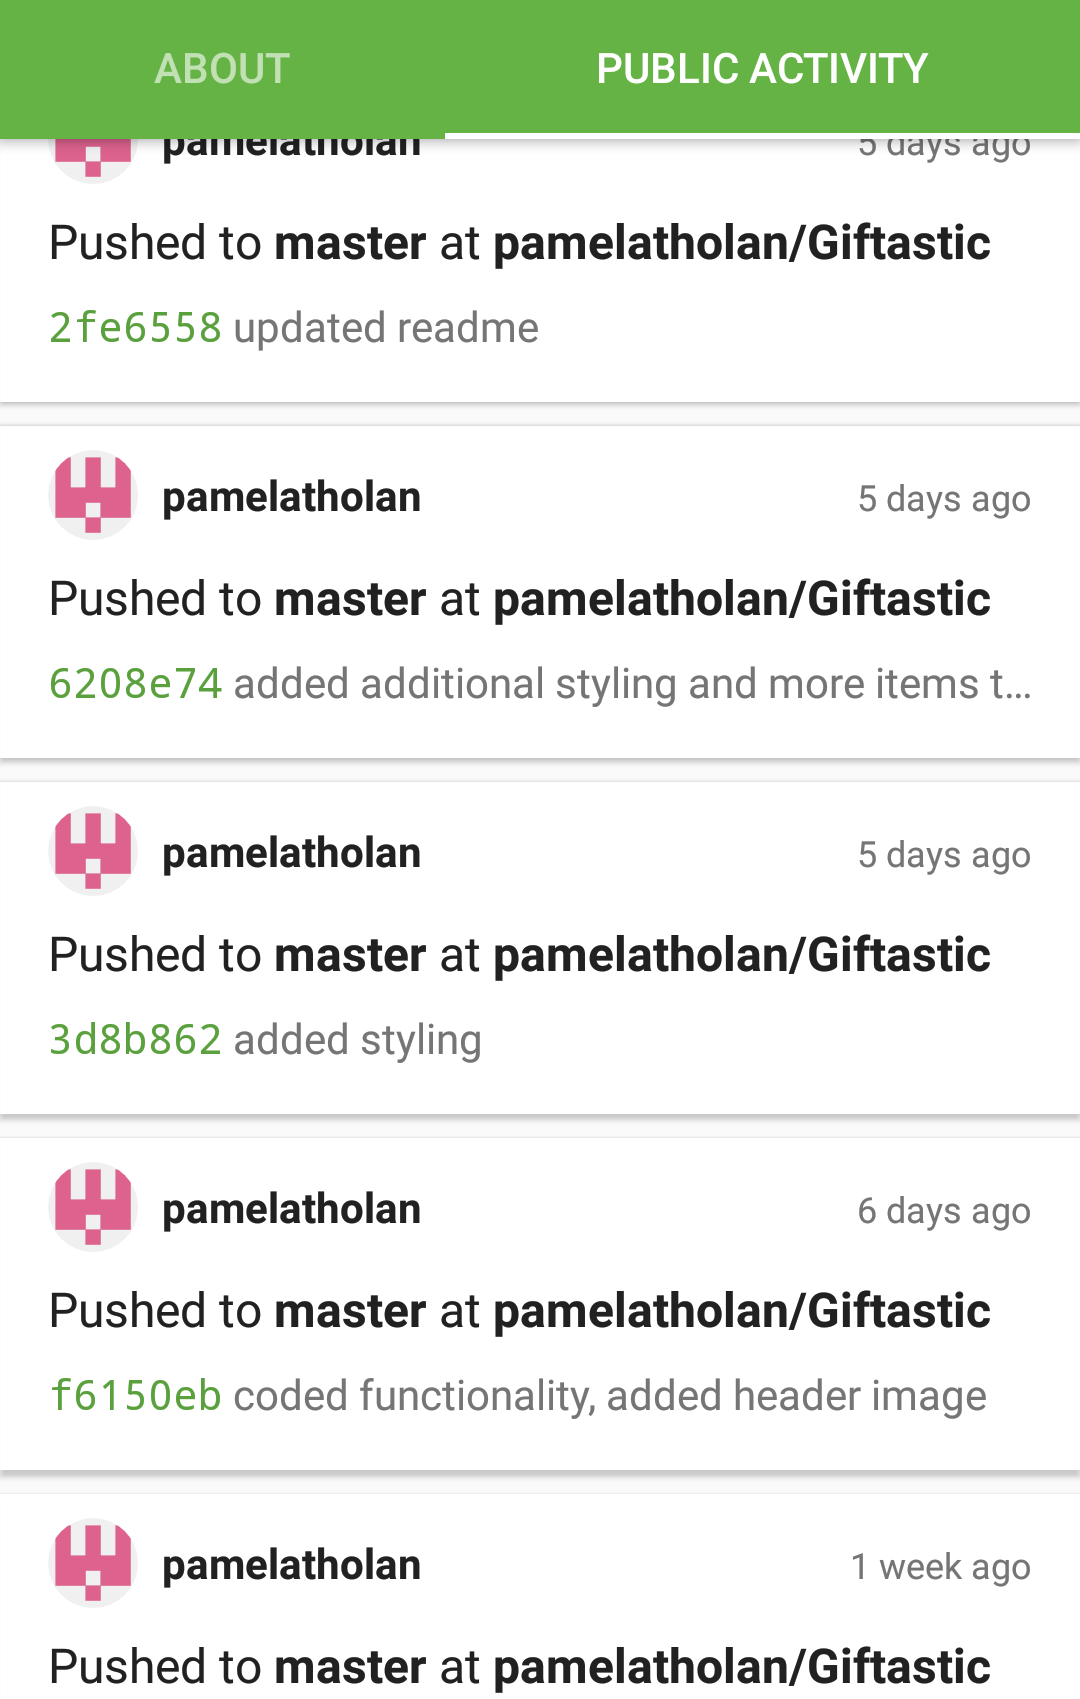 ABOUT PUBLIC ACTIVITY
pamelatholan 5 days ago
Pushed to master at pamelatholan/Giftastic
2fe6558 updated readme
pamelatholan 5 days ago
Pushed to master at pamelatholan/Giftastic
6208e74 added additional styling and more items t...
pamelatholan 5 days ago
Pushed to master at pamelatholan/Giftastic
3d8b862 added styling
pamelatholan 6 days ago
Pushed to master at pamelatholan/Giftastic
f6150eb coded functionality, added header image
pamelatholan 1 week ago
Pushed to master at pamelatholan/Giftastic